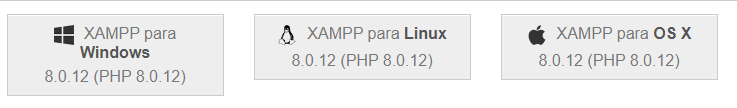 XAMPP para
Windows
8.0.12 (PHP 8.0.12)
XAMPP para Linux
8.0.12 (PHP 8.0.12)
XAMPP para OS X
8.0.12 (PHP 8.0.12)